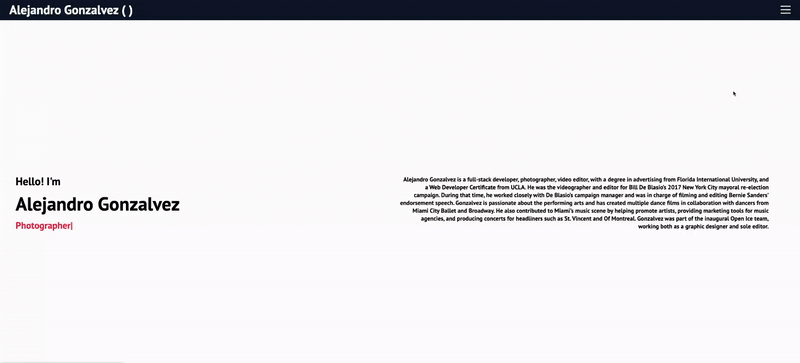 Alejandro Gonzalvez ( )
Hello! I'm
Alejandro Gonzalvez
Photographer|
Alejandro Gonzalvez is a full-stack developer, photographer, video editor, with a degree in advertising from Florida International University, and
a Web Developer Certificate from UCLA. He was the videographer and editor for Bill De Blasio's 2017 New York City mayoral re-election
campaign. During that time, he worked closely with De Blasio's campaign manager and was in charge of filming and editing Bernie Sanders'
endorsement speech. Gonzalvez is passionate about the performing arts and has created multiple dance films in collaboration with dancers from
Miami City Ballet and Broadway. He also contributed to Miami's music scene by helping promote artists, providing marketing tools for music
agencies, and producing concerts for headliners such as St. Vincent and Of Montreal. Gonzalvez was part of the inaugural Open Ice team,
working both as a graphic designer and sole editor.